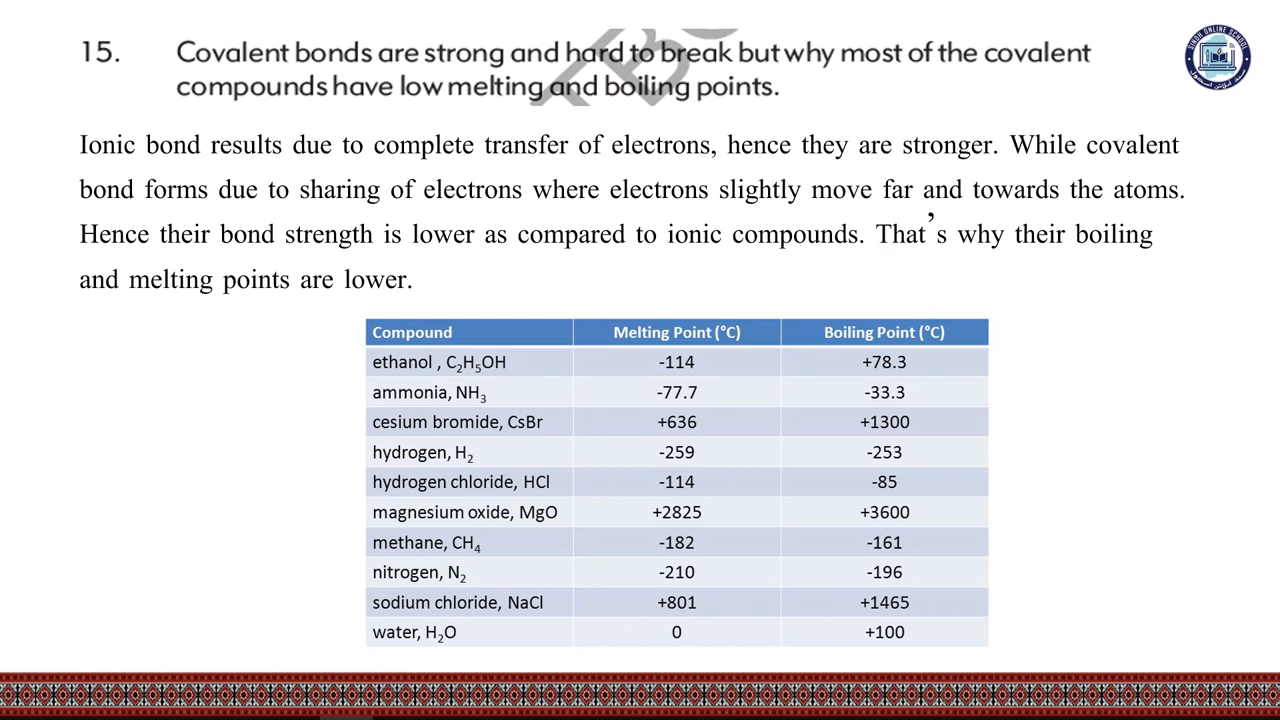 SINDH ONLINE SCHOOL
15. Covalent bonds are strong and hard to break but why most of the covalent
compounds have low melting and boiling points.
Ionic bond results due to complete transfer of electrons, hence they are stronger. While covalent
bond forms due to sharing of electrons where electrons slightly move far and towards the atoms.
Hence their bond strength is lower as compared to ionic compounds. That’s why their boiling
and melting points are lower.
Compound Melting Point (°C) Boiling Point (°C)
ethanol , C₂H₅OH -114 +78.3
ammonia, NH₃ -77.7 -33.3
cesium bromide, CsBr +636 +1300
hydrogen, H₂ -259 -253
hydrogen chloride, HCl -114 -85
magnesium oxide, MgO +2825 +3600
methane, CH₄ -182 -161
nitrogen, N₂ -210 -196
sodium chloride, NaCl +801 +1465
water, H₂O 0 +100